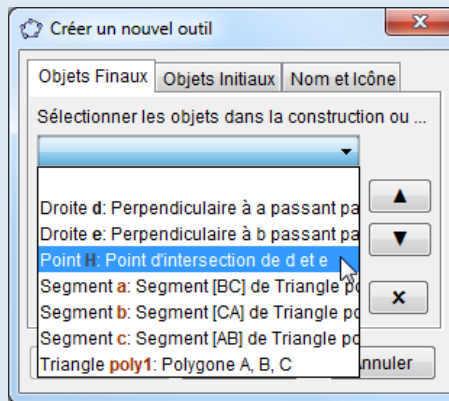 Créer un nouvel outil
Objets Finaux Objets Initiaux Nom et Icône
Sélectionner les objets dans la construction ou ...
Droite d: Perpendiculaire à a passant pa
Droite e: Perpendiculaire à b passant pa
Point H: Point d'intersection de d et e
Segment a: Segment [BC] de Triangle po
Segment b: Segment [CA] de Triangle po
Segment c: Segment [AB] de Triangle po
Triangle poly1: Polygone A, B, C
nnuler